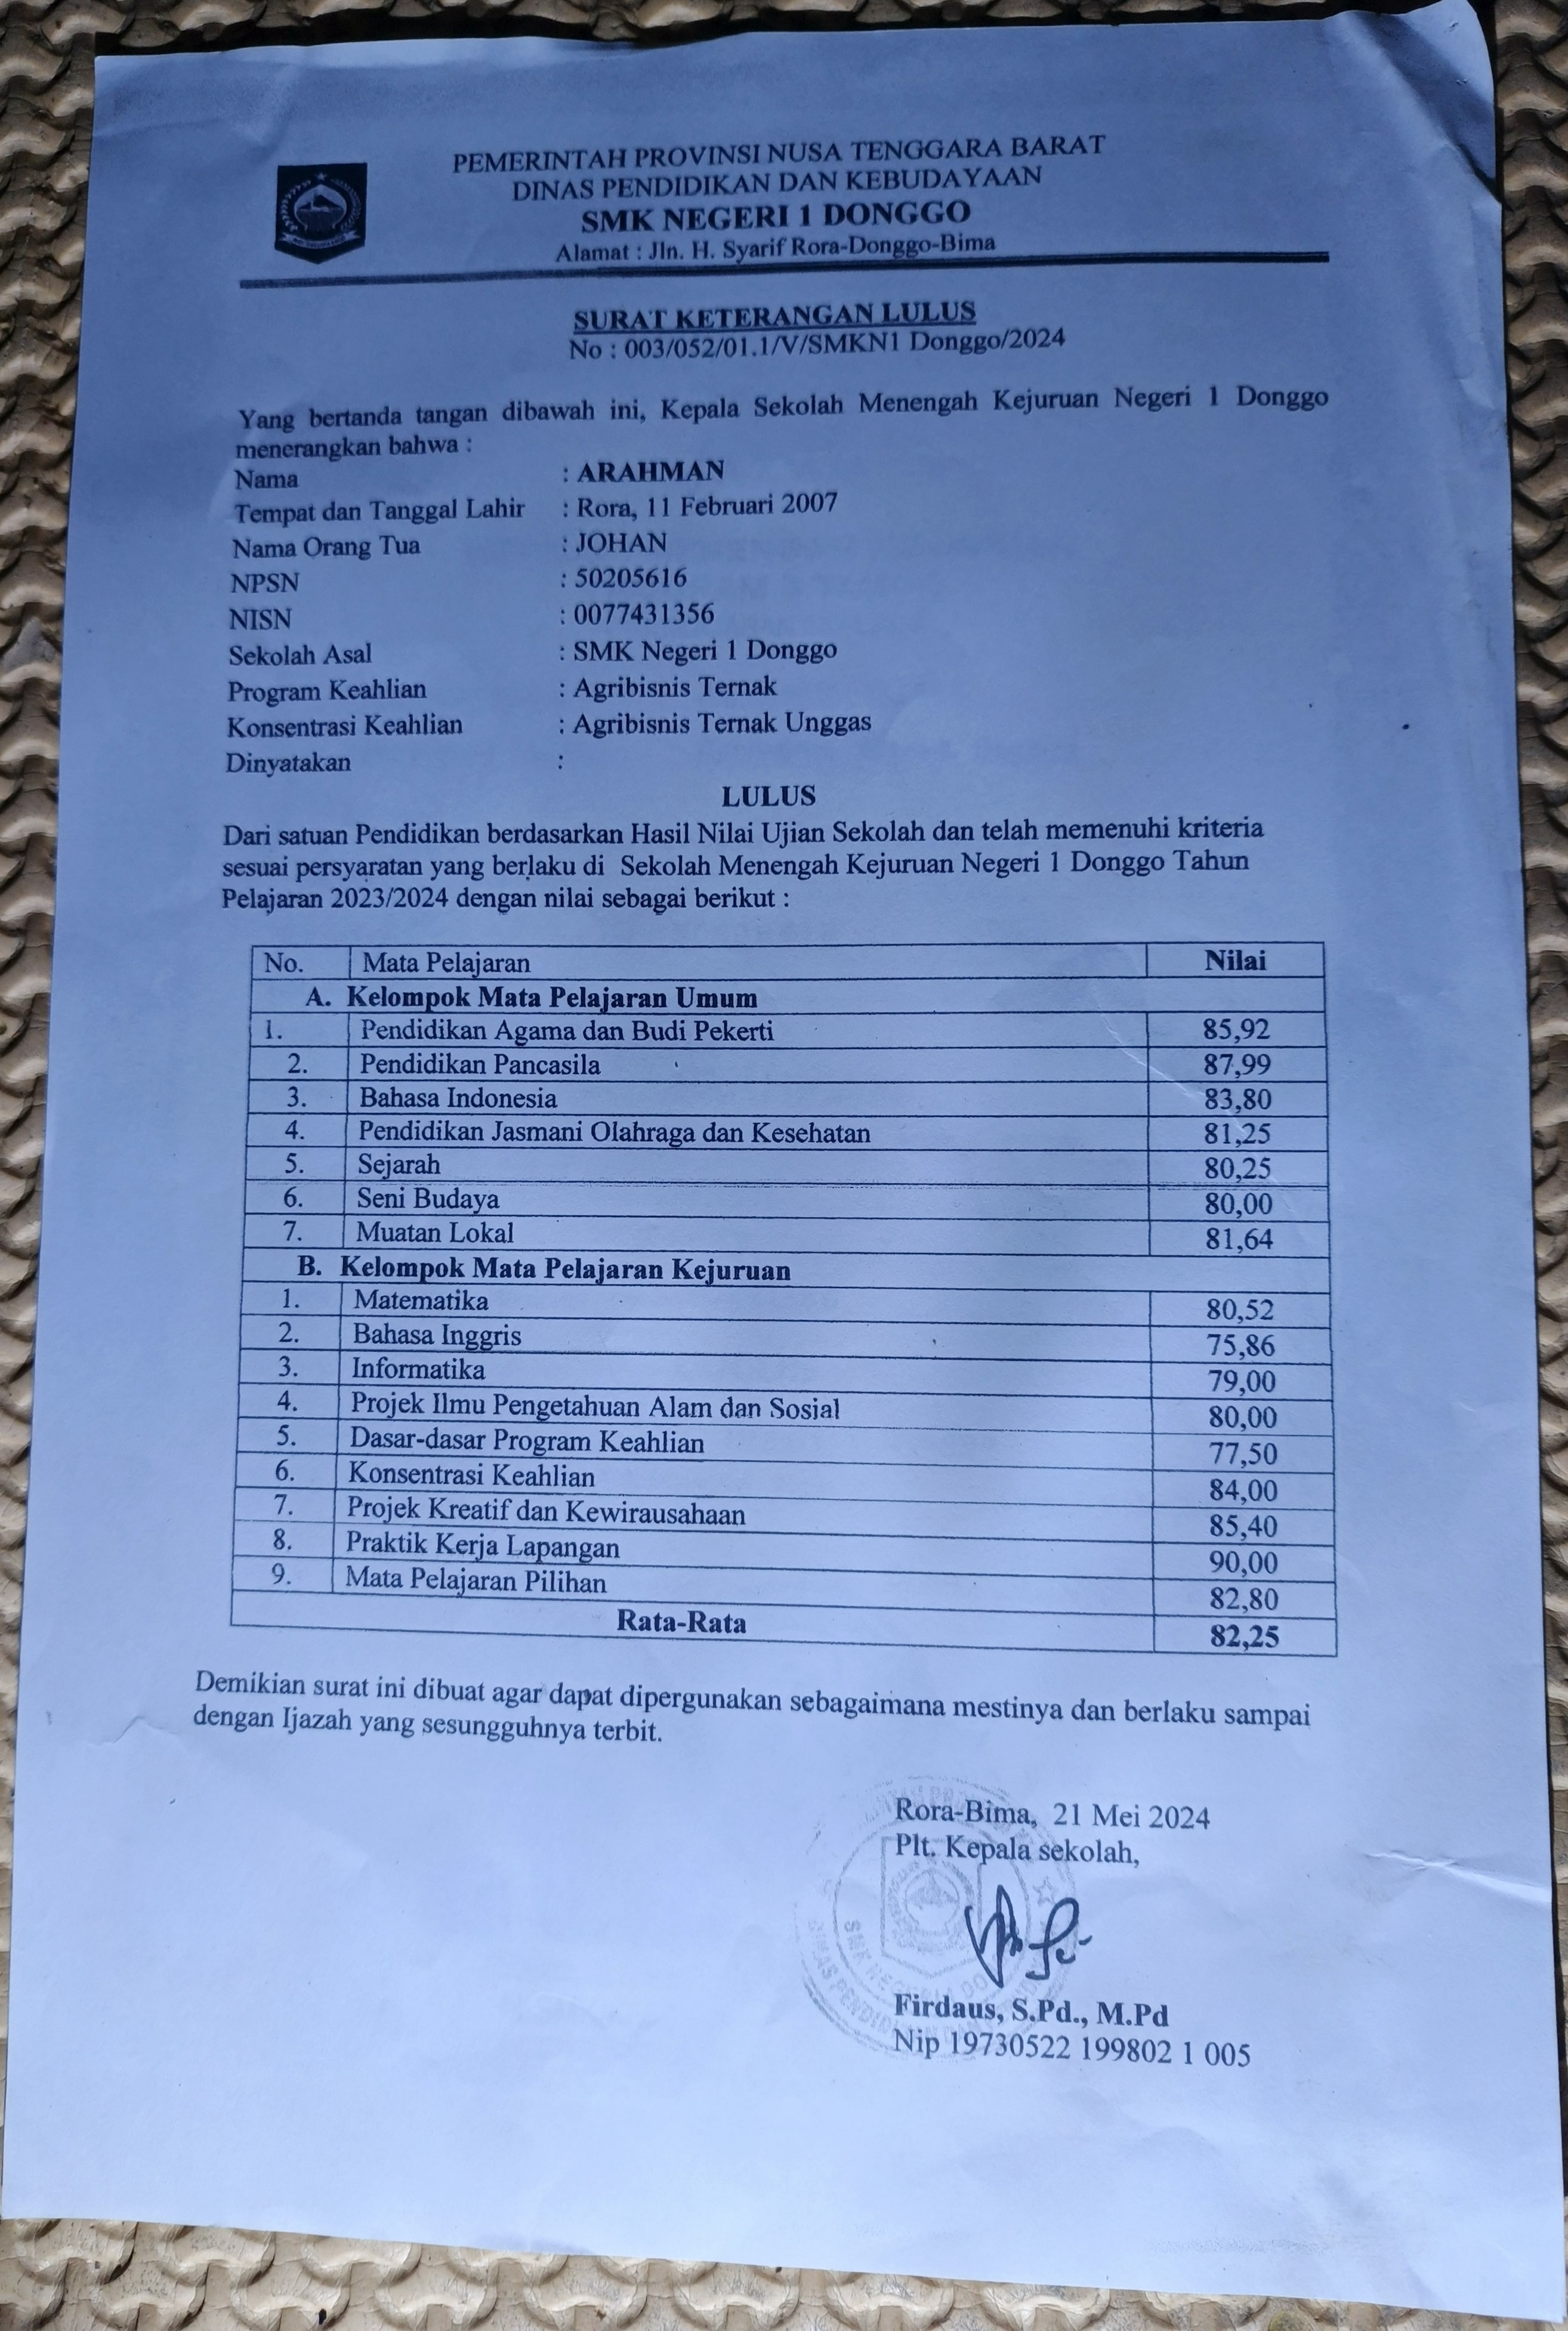 PEMERINTAH PROVINSI NUSA TENGGARA BARAT
DINAS PENDIDIKAN DAN KEBUDAYAAN
SMK NEGERI 1 DONGGO
Alamat : Jln. H. Syarif Rora-Donggo-Bima
SURAT KETERANGAN LULUS
No : 003/052/01.1/V/SMKN1 Donggo/2024
Yang bertanda tangan dibawah ini, Kepala Sekolah Menengah Kejuruan Negeri 1 Donggo
menerangkan bahwa :
Nama : ARAHMAN
Tempat dan Tanggal Lahir : Rora, 11 Februari 2007
Nama Orang Tua : JOHAN
NPSN : 50205616
NISN : 0077431356
Sekolah Asal : SMK Negeri 1 Donggo
Program Keahlian : Agribisnis Ternak
Konsentrasi Keahlian : Agribisnis Ternak Unggas
Dinyatakan :
LULUS
Dari satuan Pendidikan berdasarkan Hasil Nilai Ujian Sekolah dan telah memenuhi kriteria
sesuai persyaratan yang berlaku di Sekolah Menengah Kejuruan Negeri 1 Donggo Tahun
Pelajaran 2023/2024 dengan nilai sebagai berikut :
No. Mata Pelajaran Nilai
A. Kelompok Mata Pelajaran Umum
1. Pendidikan Agama dan Budi Pekerti 85,92
2. Pendidikan Pancasila 87,99
3. Bahasa Indonesia 83,80
4. Pendidikan Jasmani Olahraga dan Kesehatan 81,25
5. Sejarah 80,25
6. Seni Budaya 80,00
7. Muatan Lokal 81,64
B. Kelompok Mata Pelajaran Kejuruan
1. Matematika 80,52
2. Bahasa Inggris 75,86
3. Informatika 79,00
4. Projek Ilmu Pengetahuan Alam dan Sosial 80,00
5. Dasar-dasar Program Keahlian 77,50
6. Konsentrasi Keahlian 84,00
7. Projek Kreatif dan Kewirausahaan 85,40
8. Praktik Kerja Lapangan 90,00
9. Mata Pelajaran Pilihan 82,80
Rata-Rata 82,25
Demikian surat ini dibuat agar dapat dipergunakan sebagaimana mestinya dan berlaku sampai
dengan Ijazah yang sesungguhnya terbit.
Rora-Bima, 21 Mei 2024
Plt. Kepala sekolah,
Firdaus, S.Pd., M.Pd
Nip 19730522 199802 1 005